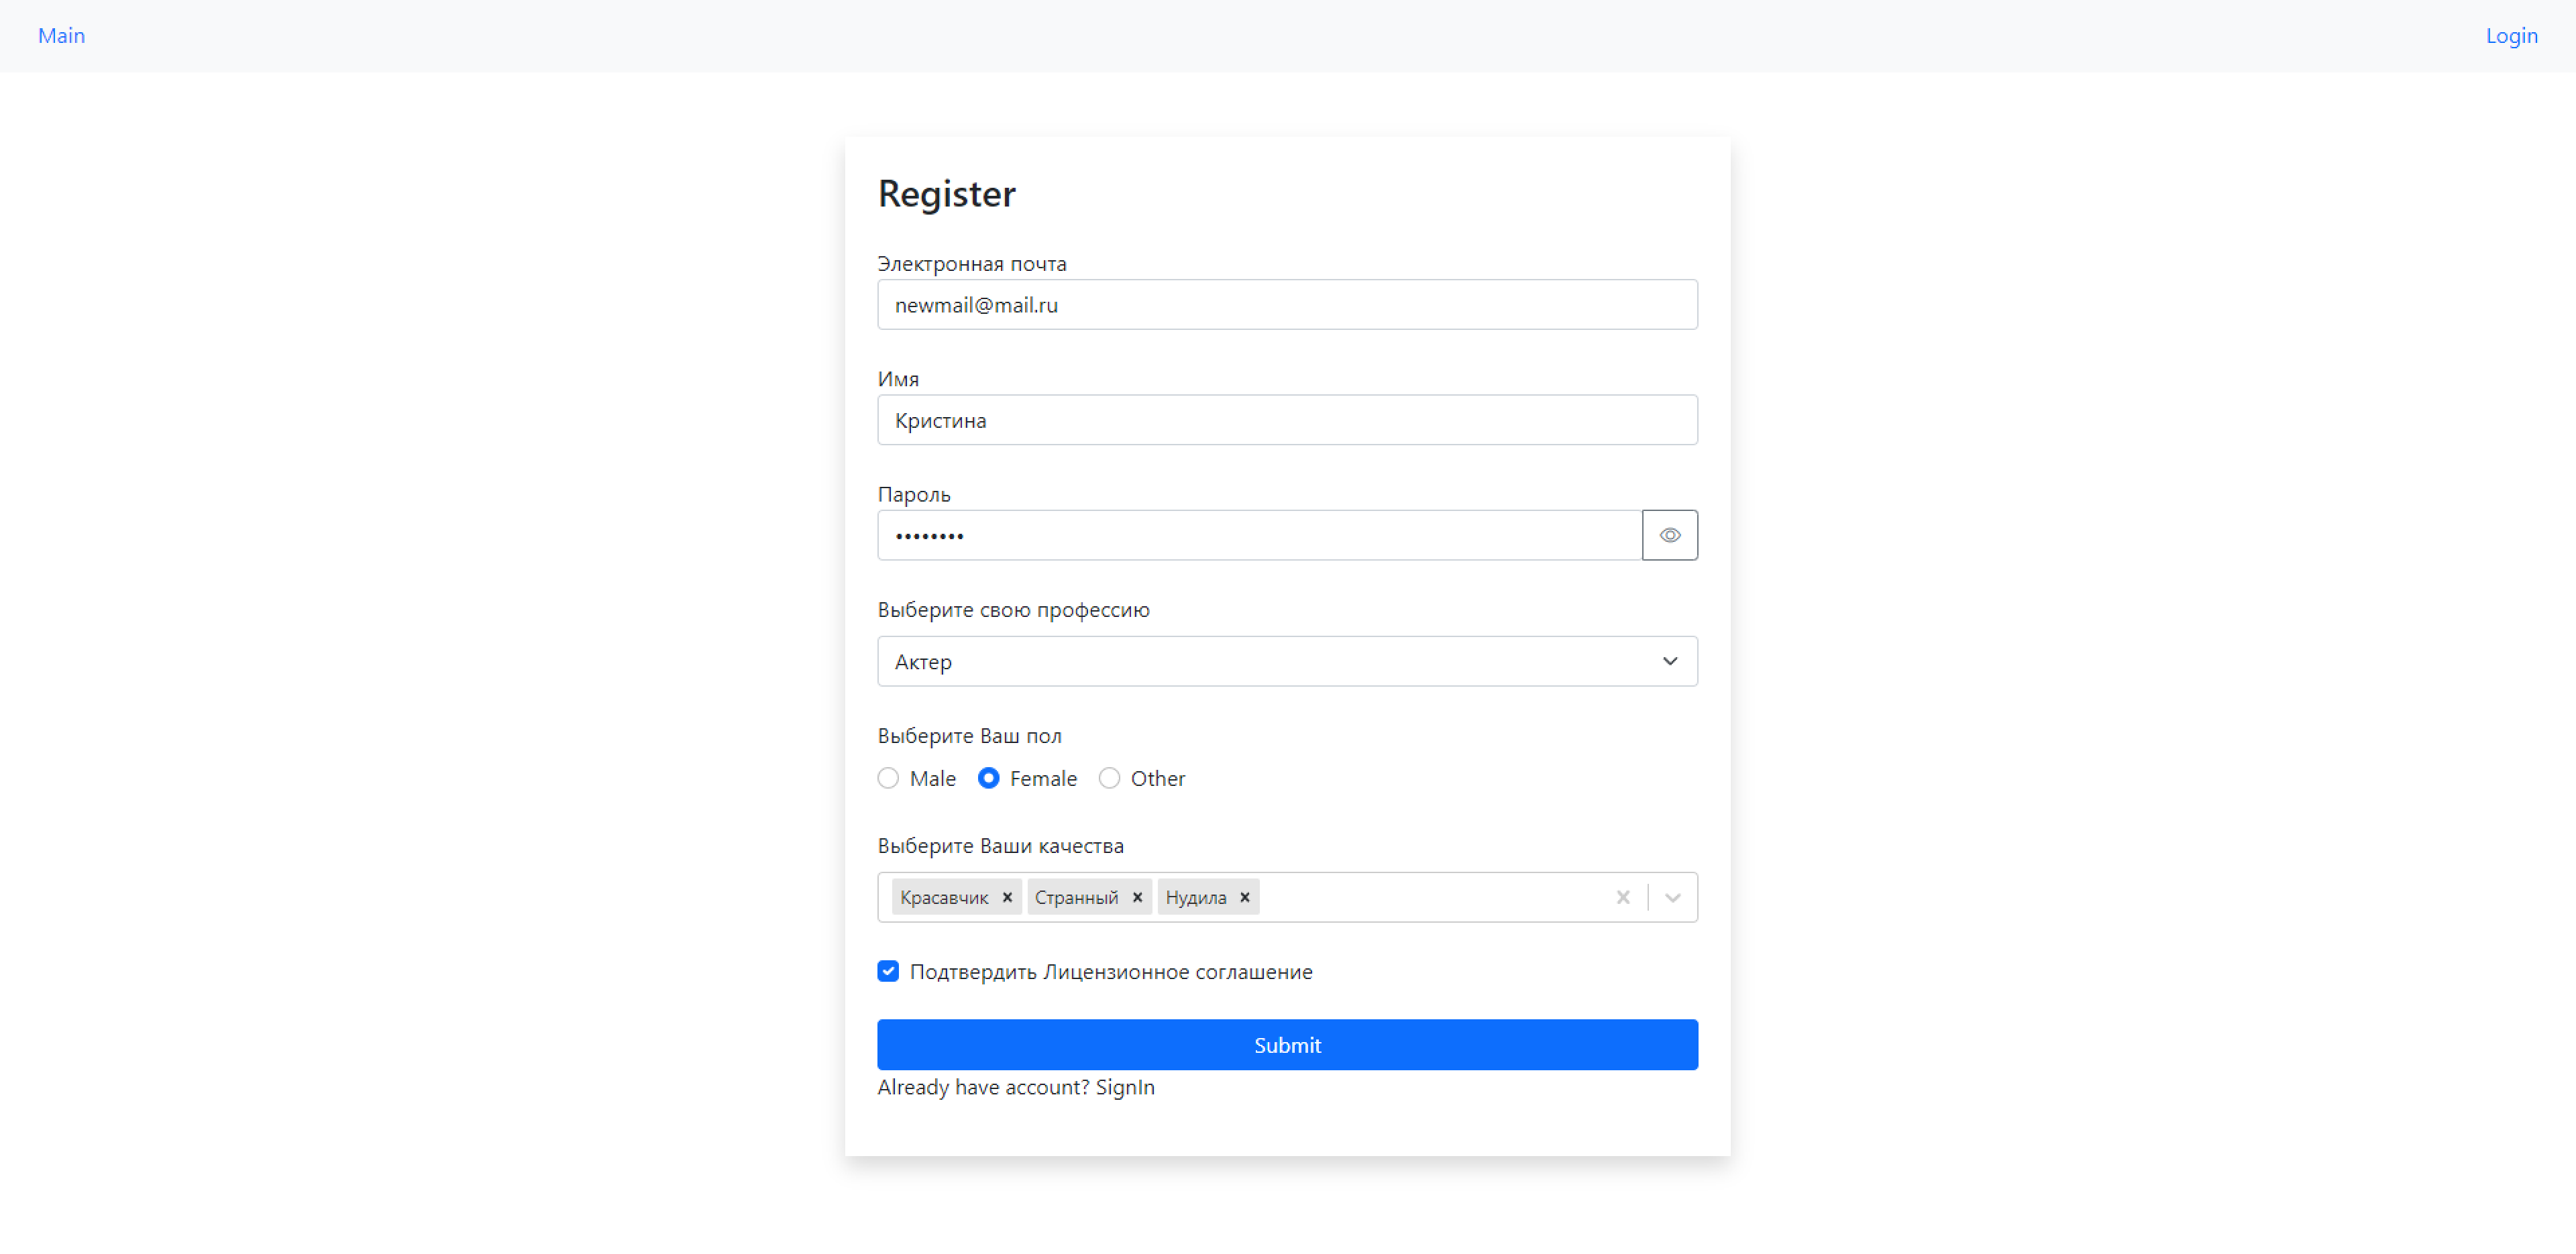 Main Login
Register
Электронная почта
newmail@mail.ru
Имя
Кристина
Пароль
••••••••
Выберите свою профессию
Актер
Выберите Ваш пол
Male Female Other
Выберите Ваши качества
Красавчик Странный Нудила
Подтвердить Лицензионное соглашение
Submit
Already have account? SignIn